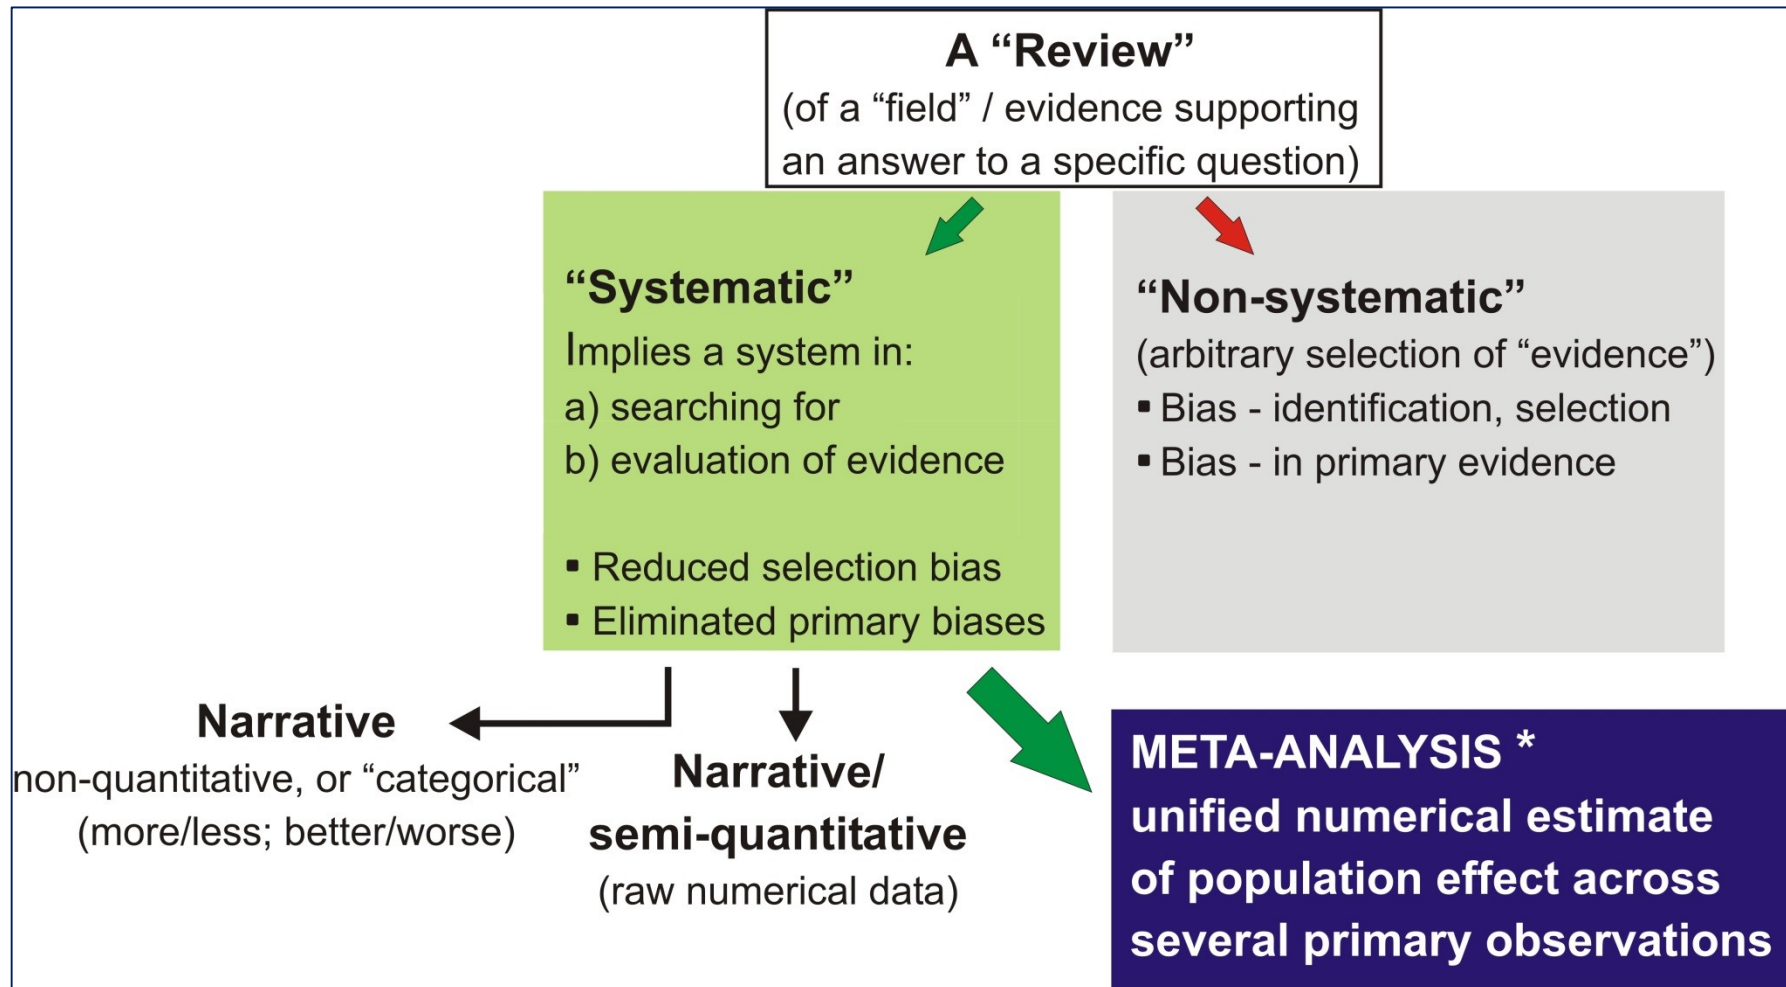 A “Review”
(of a “field” / evidence supporting
an answer to a specific question)
“Systematic”
Implies a system in:
a) searching for
b) evaluation of evidence
▪ Reduced selection bias
▪ Eliminated primary biases
“Non-systematic”
(arbitrary selection of “evidence”)
▪ Bias - identification, selection
▪ Bias - in primary evidence
Narrative
non-quantitative, or “categorical”
(more/less; better/worse)
Narrative/
semi-quantitative
(raw numerical data)
META-ANALYSIS *
unified numerical estimate
of population effect across
several primary observations